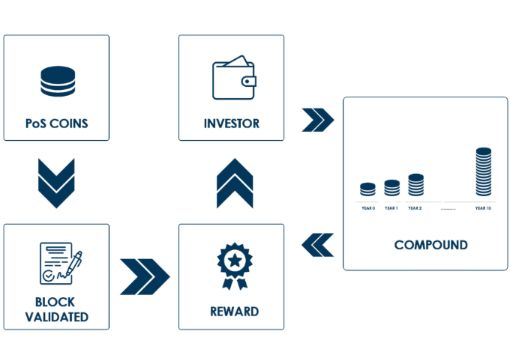 PoS COINS
INVESTOR
YEAR 0
YEAR 1
YEAR 2
YEAR 10
COMPOUND
BLOCK
VALIDATED
REWARD